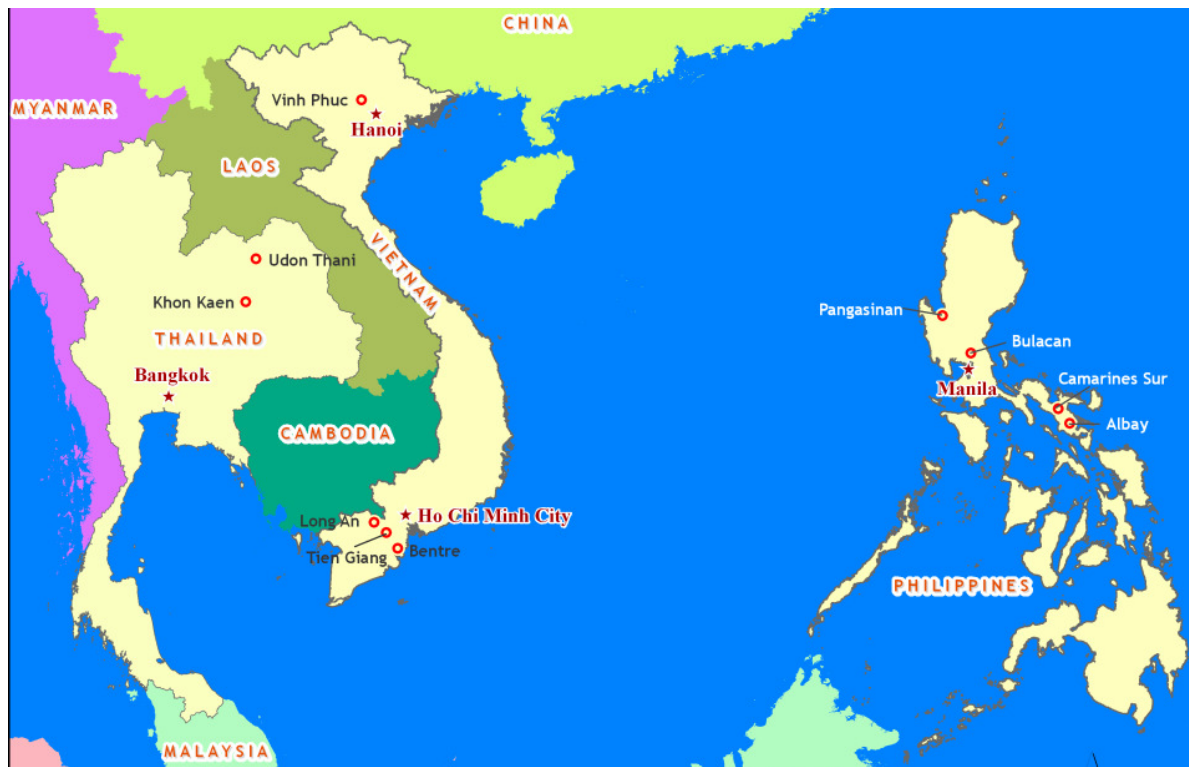 CHINA
Vinh Phuc
MYANMAR
Hanoi
LAOS
VIETNAM
Udon Thani
Khon Kaen
THAILAND
Pangasinan
Bulacan
Bangkok
Manila
Camarines Sur
Albay
CAMBODIA
Long An
Ho Chi Minh City
Tien Giang
Bentre
PHILIPPINES
MALAYSIA